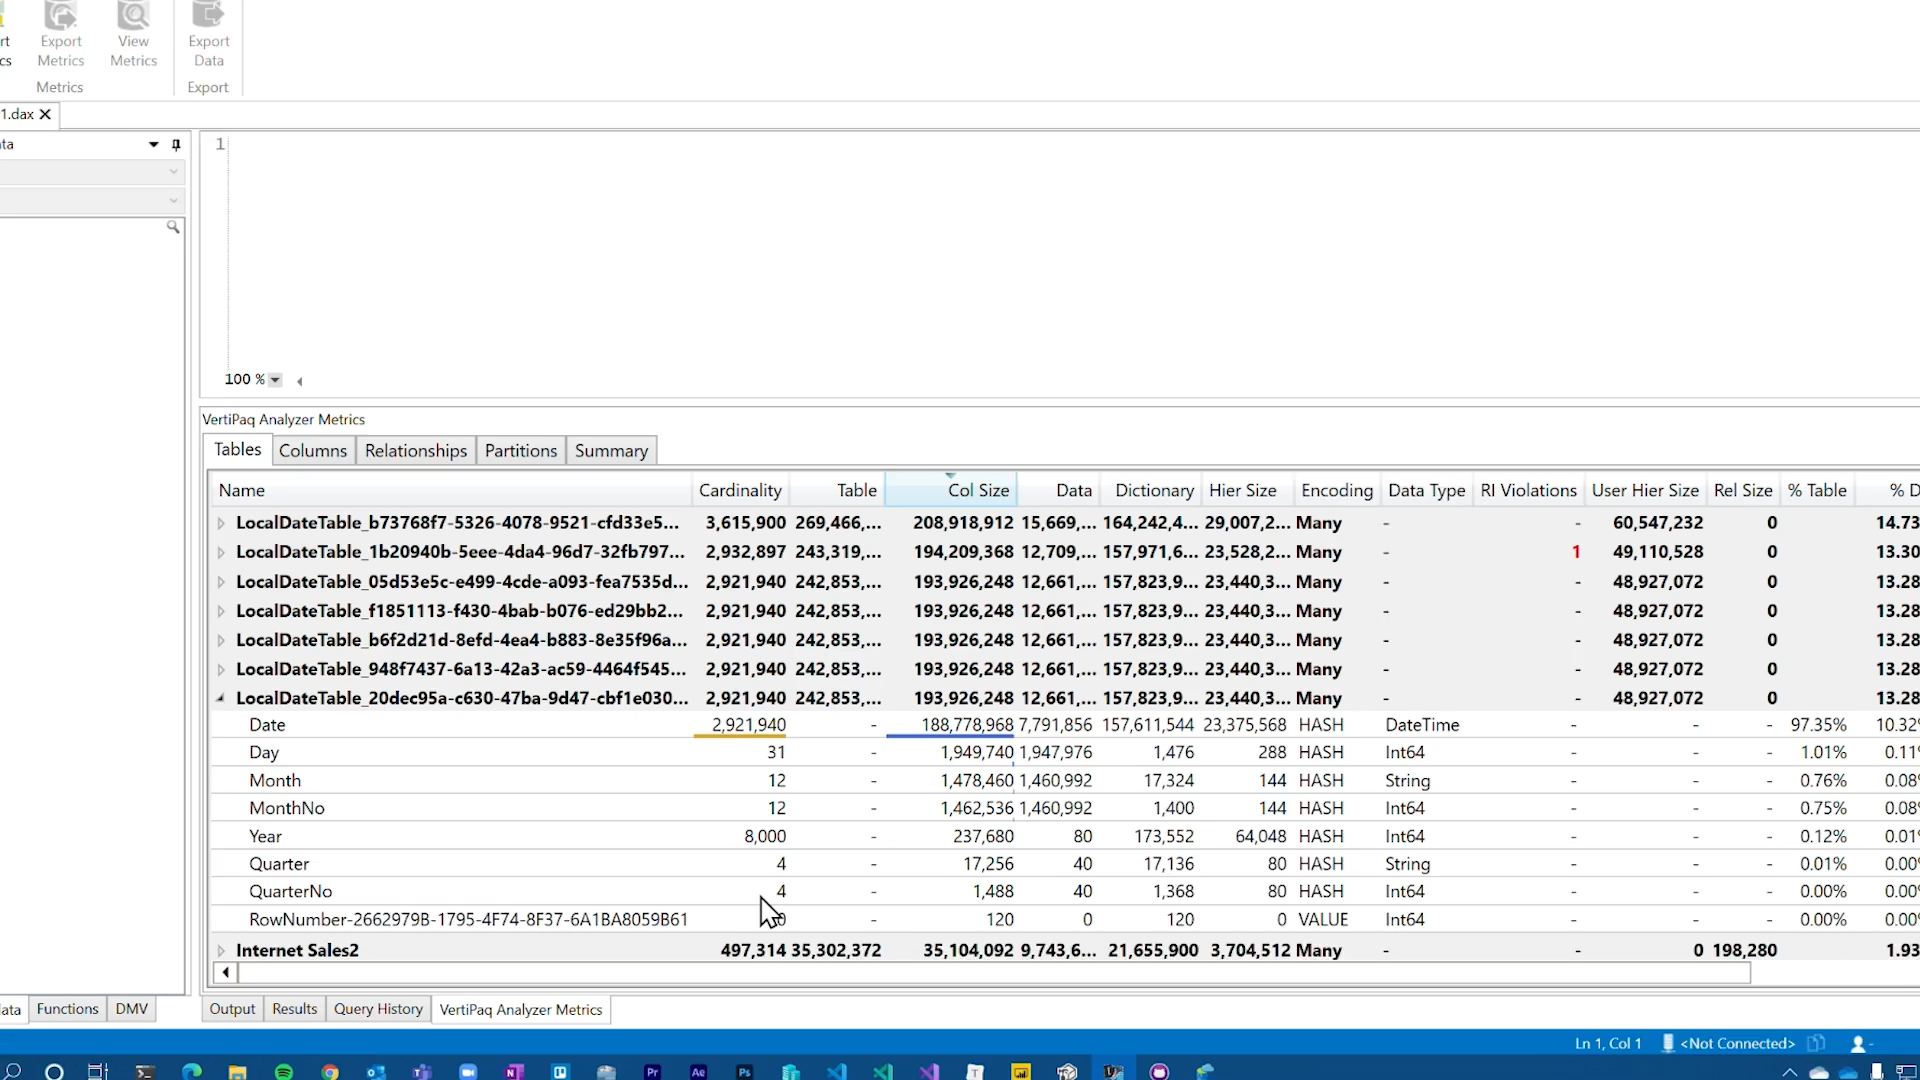 rt Export View Export
cs Metrics Metrics Data
Metrics Export
1.dax
ta
1
100 %
VertiPaq Analyzer Metrics
Tables Columns Relationships Partitions Summary
Name Cardinality Table Col Size Data Dictionary Hier Size Encoding Data Type RI Violations User Hier Size Rel Size % Table % D
LocalDateTable_b73768f7-5326-4078-9521-cfd33e5... 3,615,900 269,466,... 208,918,912 15,669,... 164,242,4... 29,007,2... Many - - 60,547,232 0 14.73
LocalDateTable_1b20940b-5eee-4da4-96d7-32fb797... 2,932,897 243,319,... 194,209,368 12,709,... 157,971,6... 23,528,2... Many - 1 49,110,528 0 13.30
LocalDateTable_05d53e5c-e499-4cde-a093-fea7535d... 2,921,940 242,853,... 193,926,248 12,661,... 157,823,9... 23,440,3... Many - - 48,927,072 0 13.28
LocalDateTable_f1851113-f430-4bab-b076-ed29bb2... 2,921,940 242,853,... 193,926,248 12,661,... 157,823,9... 23,440,3... Many - - 48,927,072 0 13.28
LocalDateTable_b6f2d21d-8efd-4ea4-b883-8e35f96a... 2,921,940 242,853,... 193,926,248 12,661,... 157,823,9... 23,440,3... Many - - 48,927,072 0 13.28
LocalDateTable_948f7437-6a13-42a3-ac59-4464f545... 2,921,940 242,853,... 193,926,248 12,661,... 157,823,9... 23,440,3... Many - - 48,927,072 0 13.28
LocalDateTable_20dec95a-c630-47ba-9d47-cbf1e030... 2,921,940 242,853,... 193,926,248 12,661,... 157,823,9... 23,440,3... Many - - 48,927,072 0 13.28
Date 2,921,940 - 188,778,968 7,791,856 157,611,544 23,375,568 HASH DateTime - - - 97.35% 10.32
Day 31 - 1,949,740 1,947,976 1,476 288 HASH Int64 - - - 1.01% 0.11
Month 12 - 1,478,460 1,460,992 17,324 144 HASH String - - - 0.76% 0.08
MonthNo 12 - 1,462,536 1,460,992 1,400 144 HASH Int64 - - - 0.75% 0.08
Year 8,000 - 237,680 80 173,552 64,048 HASH Int64 - - - 0.12% 0.01
Quarter 4 - 17,256 40 17,136 80 HASH String - - - 0.01% 0.00
QuarterNo 4 - 1,488 40 1,368 80 HASH Int64 - - - 0.00% 0.00
RowNumber-2662979B-1795-4F74-8F37-6A1BA8059B61 0 - 120 0 120 0 VALUE Int64 - - - 0.00% 0.00
Internet Sales2 497,314 35,302,372 35,104,092 9,743,6... 21,655,900 3,704,512 Many - - 0 198,280 1.93
ata Functions DMV Output Results Query History VertiPaq Analyzer Metrics
Ln 1, Col 1 <Not Connected> -